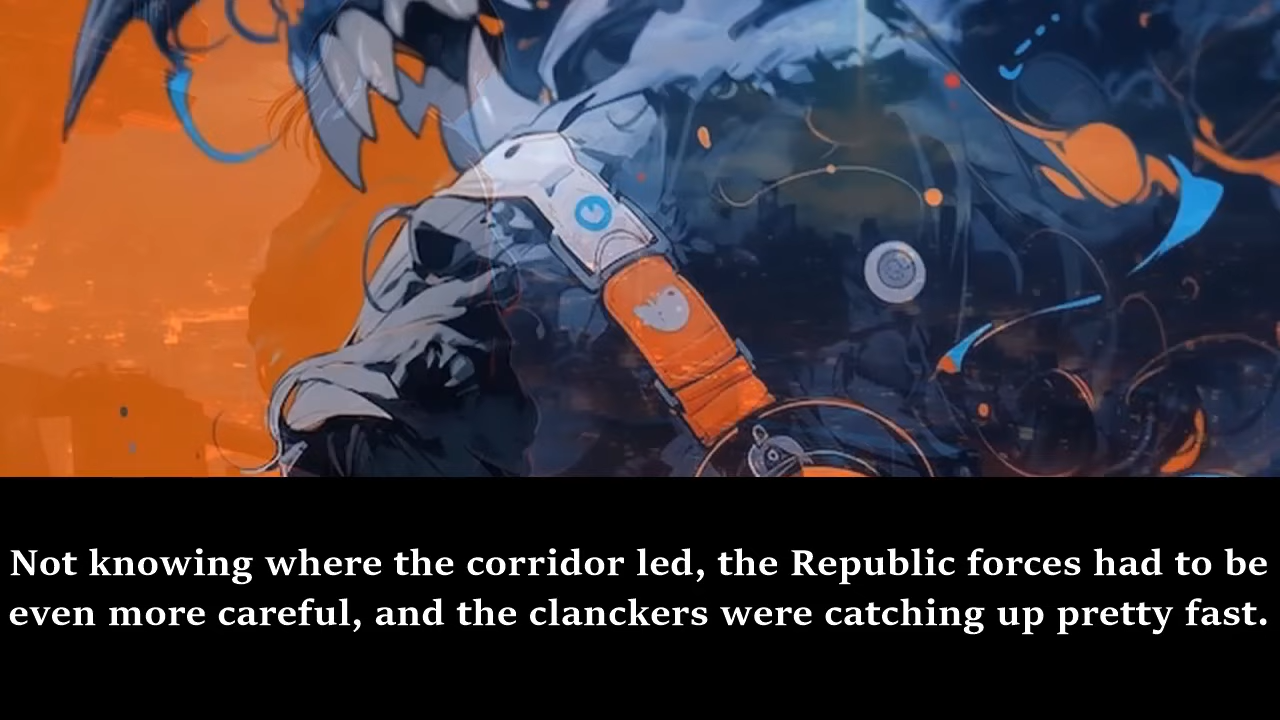 Not knowing where the corridor led, the Republic forces had to be
even more careful, and the clanckers were catching up pretty fast.